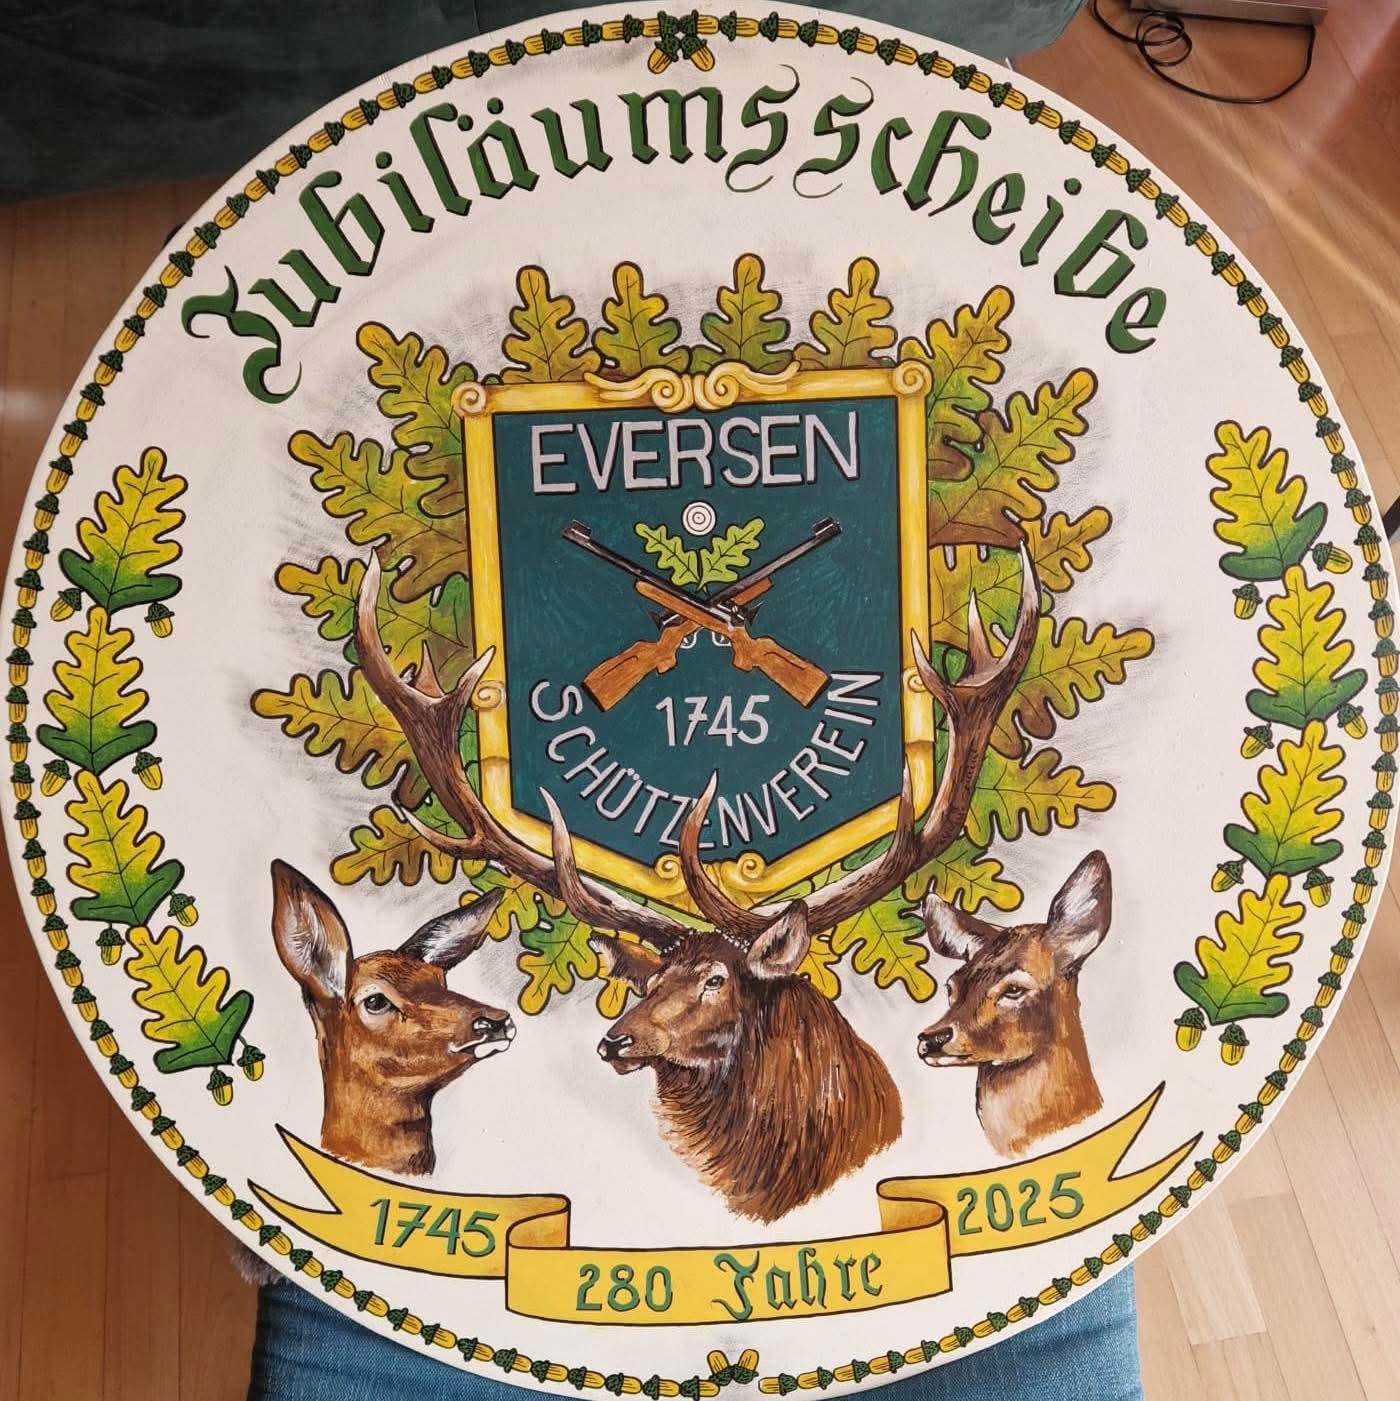 Jubiläumsscheibe
EVERSEN
1745
SCHÜTZENVEREIN
1745
280 Jahre
2025